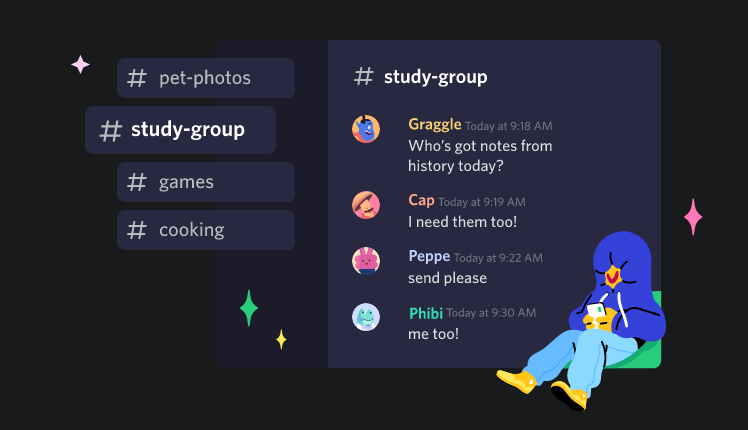 # pet-photos
# study-group
# games
# cooking
# study-group
Graggle Today at 9:18 AM
Who's got notes from
history today?
Cap Today at 9:19 AM
I need them too!
Peppe Today at 9:22 AM
send please
Phibi Today at 9:30 AM
me too!